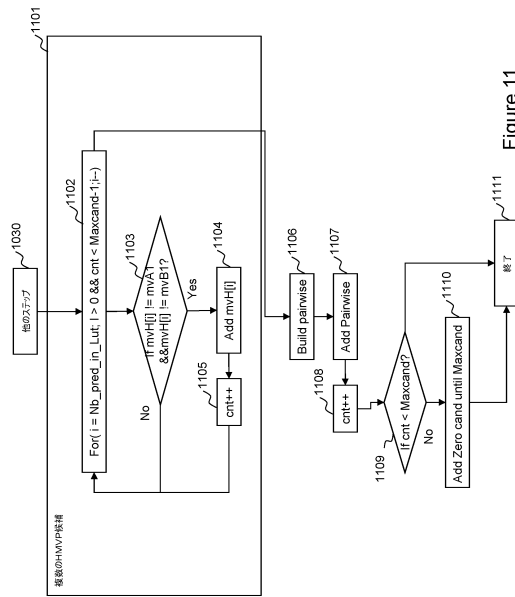 他のステップ
1030
1101
複数のHMVP候補
1102
For( i = Nb_pred_in_Lut; I > 0 && cnt < Maxcand-1;i--)
1103
If mvH[i] != mvA1
&&mvH[i] != mvB1?
No
Yes
1104
Add mvH[i]
1105
cnt++
1106
Build pairwise
1107
Add Pairwise
1108
cnt++
1109
If cnt < Maxcand?
No
1110
Add Zero cand until Maxcand
1111
終了
Figure 11